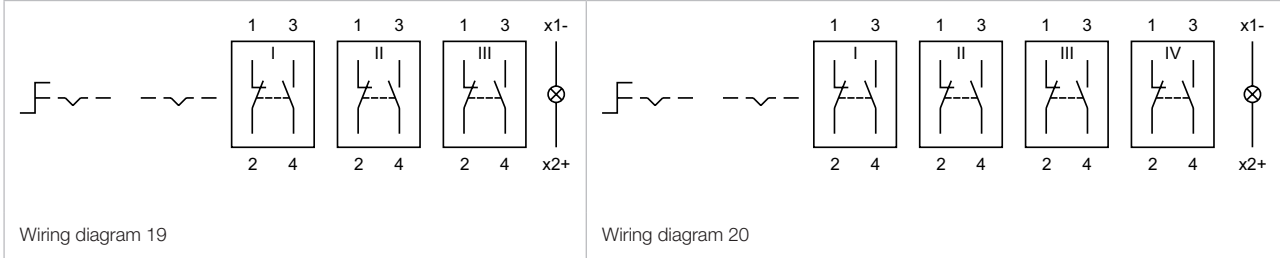 1 3 1 3 1 3 x1-
I II III
2 4 2 4 2 4 x2+
Wiring diagram 19
1 3 1 3 1 3 1 3 x1-
I II III IV
2 4 2 4 2 4 2 4 x2+
Wiring diagram 20